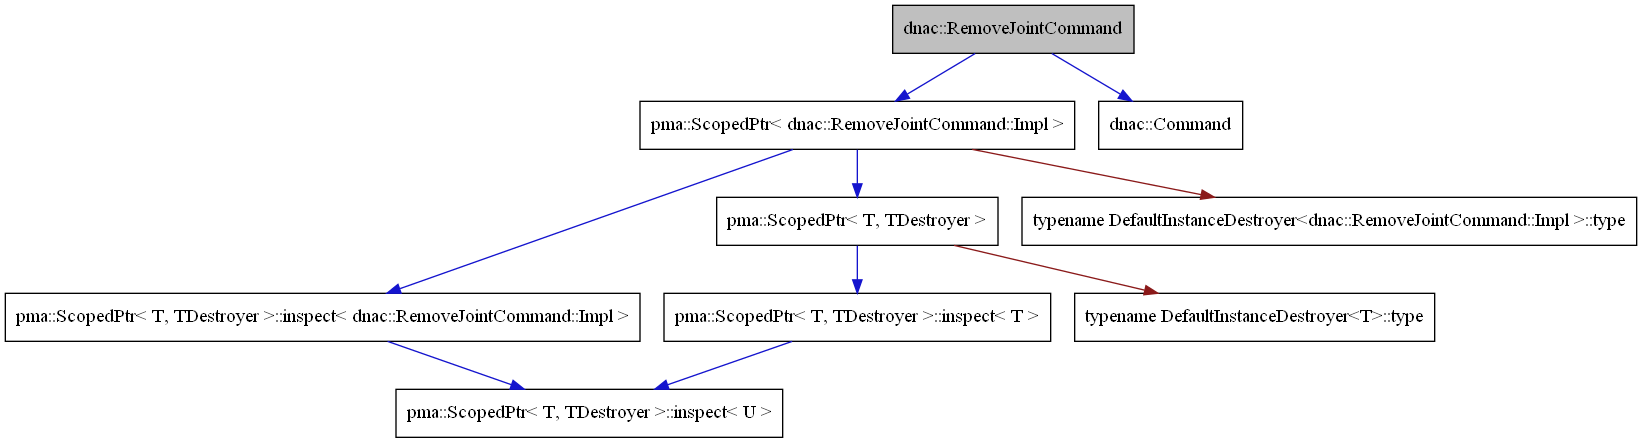 dnac::RemoveJointCommand
pma::ScopedPtr< dnac::RemoveJointCommand::Impl >
dnac::Command
pma::ScopedPtr< T, TDestroyer >
typename DefaultInstanceDestroyer<dnac::RemoveJointCommand::Impl >::type
pma::ScopedPtr< T, TDestroyer >::inspect< dnac::RemoveJointCommand::Impl >
pma::ScopedPtr< T, TDestroyer >::inspect< T >
typename DefaultInstanceDestroyer<T>::type
pma::ScopedPtr< T, TDestroyer >::inspect< U >